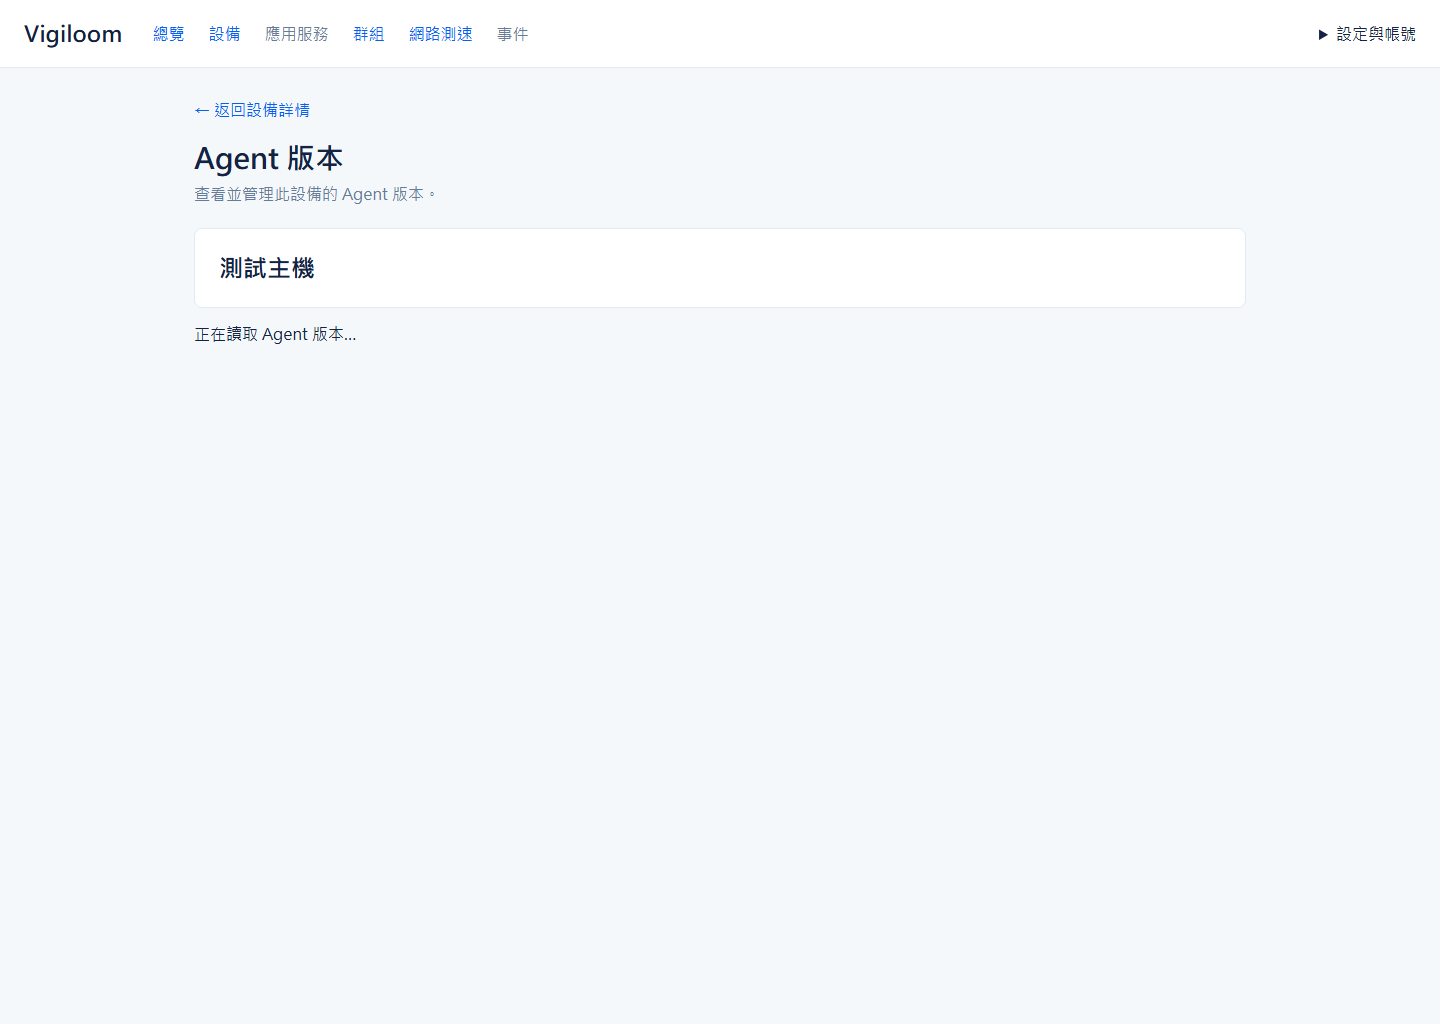 Vigiloom 總覽 設備 應用服務 群組 網路測速 事件 ▶ 設定與帳號
← 返回設備詳情
Agent 版本
查看並管理此設備的 Agent 版本。
測試主機
正在讀取 Agent 版本...